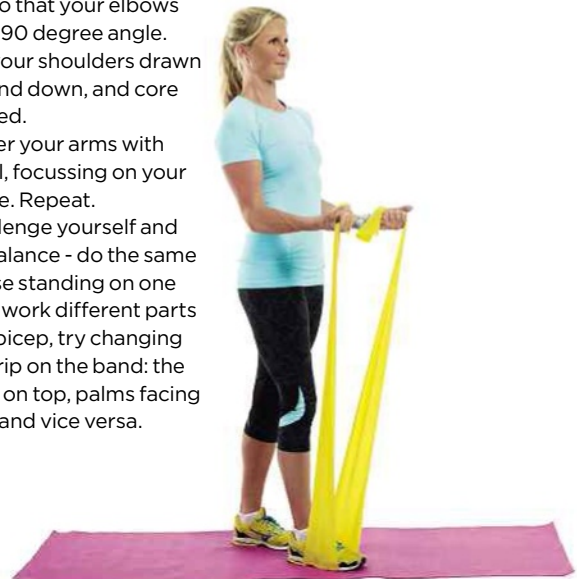 o that your elbows
90 degree angle.
our shoulders drawn
nd down, and core
ed.
er your arms with
l, focussing on your
e. Repeat.
lenge yourself and
alance - do the same
se standing on one
work different parts
bicep, try changing
rip on the band: the
on top, palms facing
and vice versa.